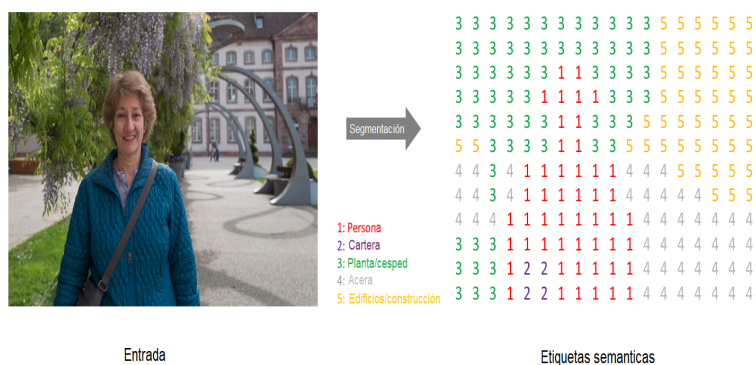 3 3 3 3 3 3 3 3 3 3 3 3 5 5 5 5 5 5
3 3 3 3 3 3 3 3 3 3 3 3 5 5 5 5 5 5
3 3 3 3 3 3 1 1 3 3 3 3 5 5 5 5 5 5
3 3 3 3 3 1 1 1 1 3 3 3 5 5 5 5 5 5
3 3 3 3 3 3 1 1 3 3 3 5 5 5 5 5 5 5
5 5 3 3 3 3 1 1 3 3 5 5 5 5 5 5 5 5
4 4 3 4 1 1 1 1 1 1 4 4 4 5 5 5 5 5
4 4 3 4 1 1 1 1 1 1 4 4 4 4 4 5 5 5
4 4 4 1 1 1 1 1 1 1 1 4 4 4 4 4 4 4
3 3 3 1 1 1 1 1 1 1 1 4 4 4 4 4 4 4
3 3 3 1 2 2 1 1 1 1 1 4 4 4 4 4 4 4
3 3 3 1 2 2 1 1 1 1 1 4 4 4 4 4 4 4
Segmentación
1: Persona
2: Cartera
3: Planta/cesped
4: Acera
5: Edificios/construcción
Entrada
Etiquetas semanticas